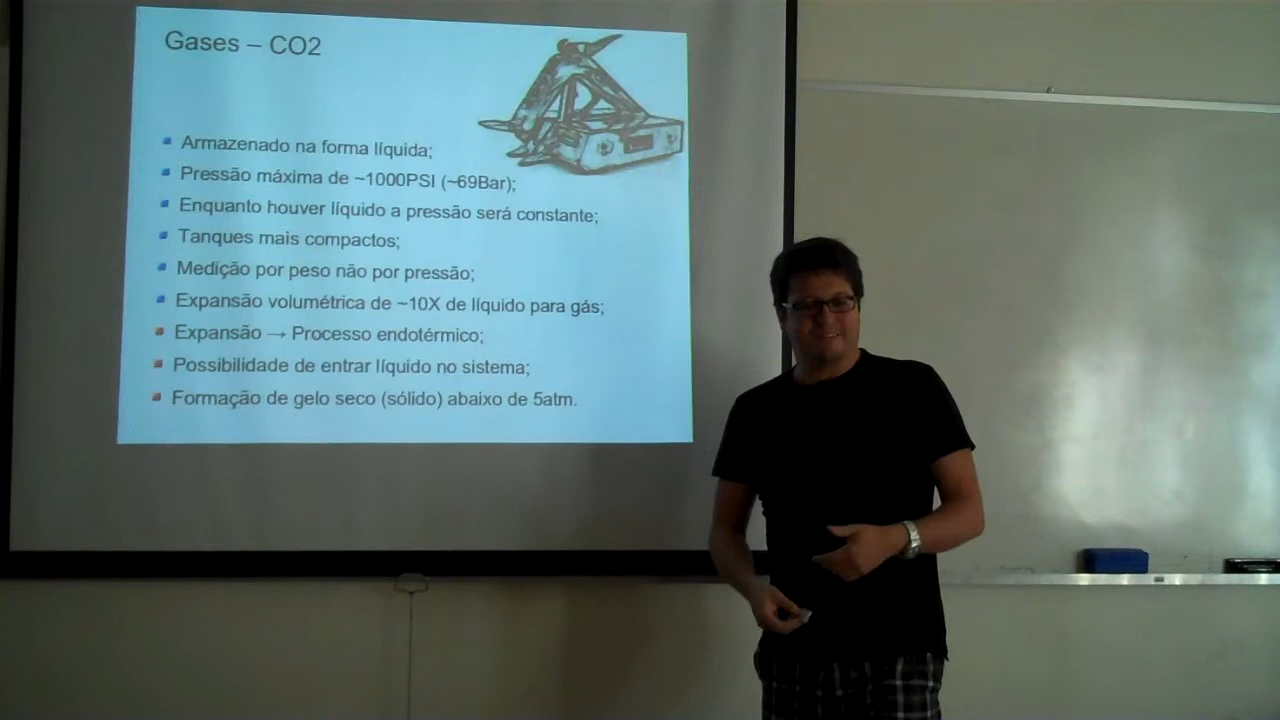 Gases – CO2
Armazenado na forma líquida;
Pressão máxima de ~1000PSI (~69Bar);
Enquanto houver líquido a pressão será constante;
Tanques mais compactos;
Medição por peso não por pressão;
Expansão volumétrica de ~10X de líquido para gás;
Expansão → Processo endotérmico;
Possibilidade de entrar líquido no sistema;
Formação de gelo seco (sólido) abaixo de 5atm.